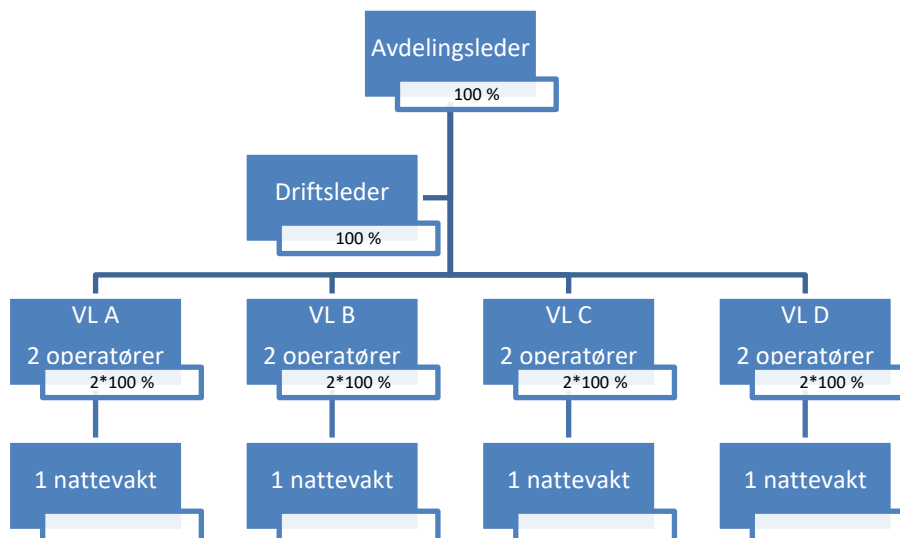 Avdelingsleder
100 %
Driftsleder
100 %
VL A
2 operatører
2*100 %
VL B
2 operatører
2*100 %
VL C
2 operatører
2*100 %
VL D
2 operatører
2*100 %
1 nattevakt
1 nattevakt
1 nattevakt
1 nattevakt